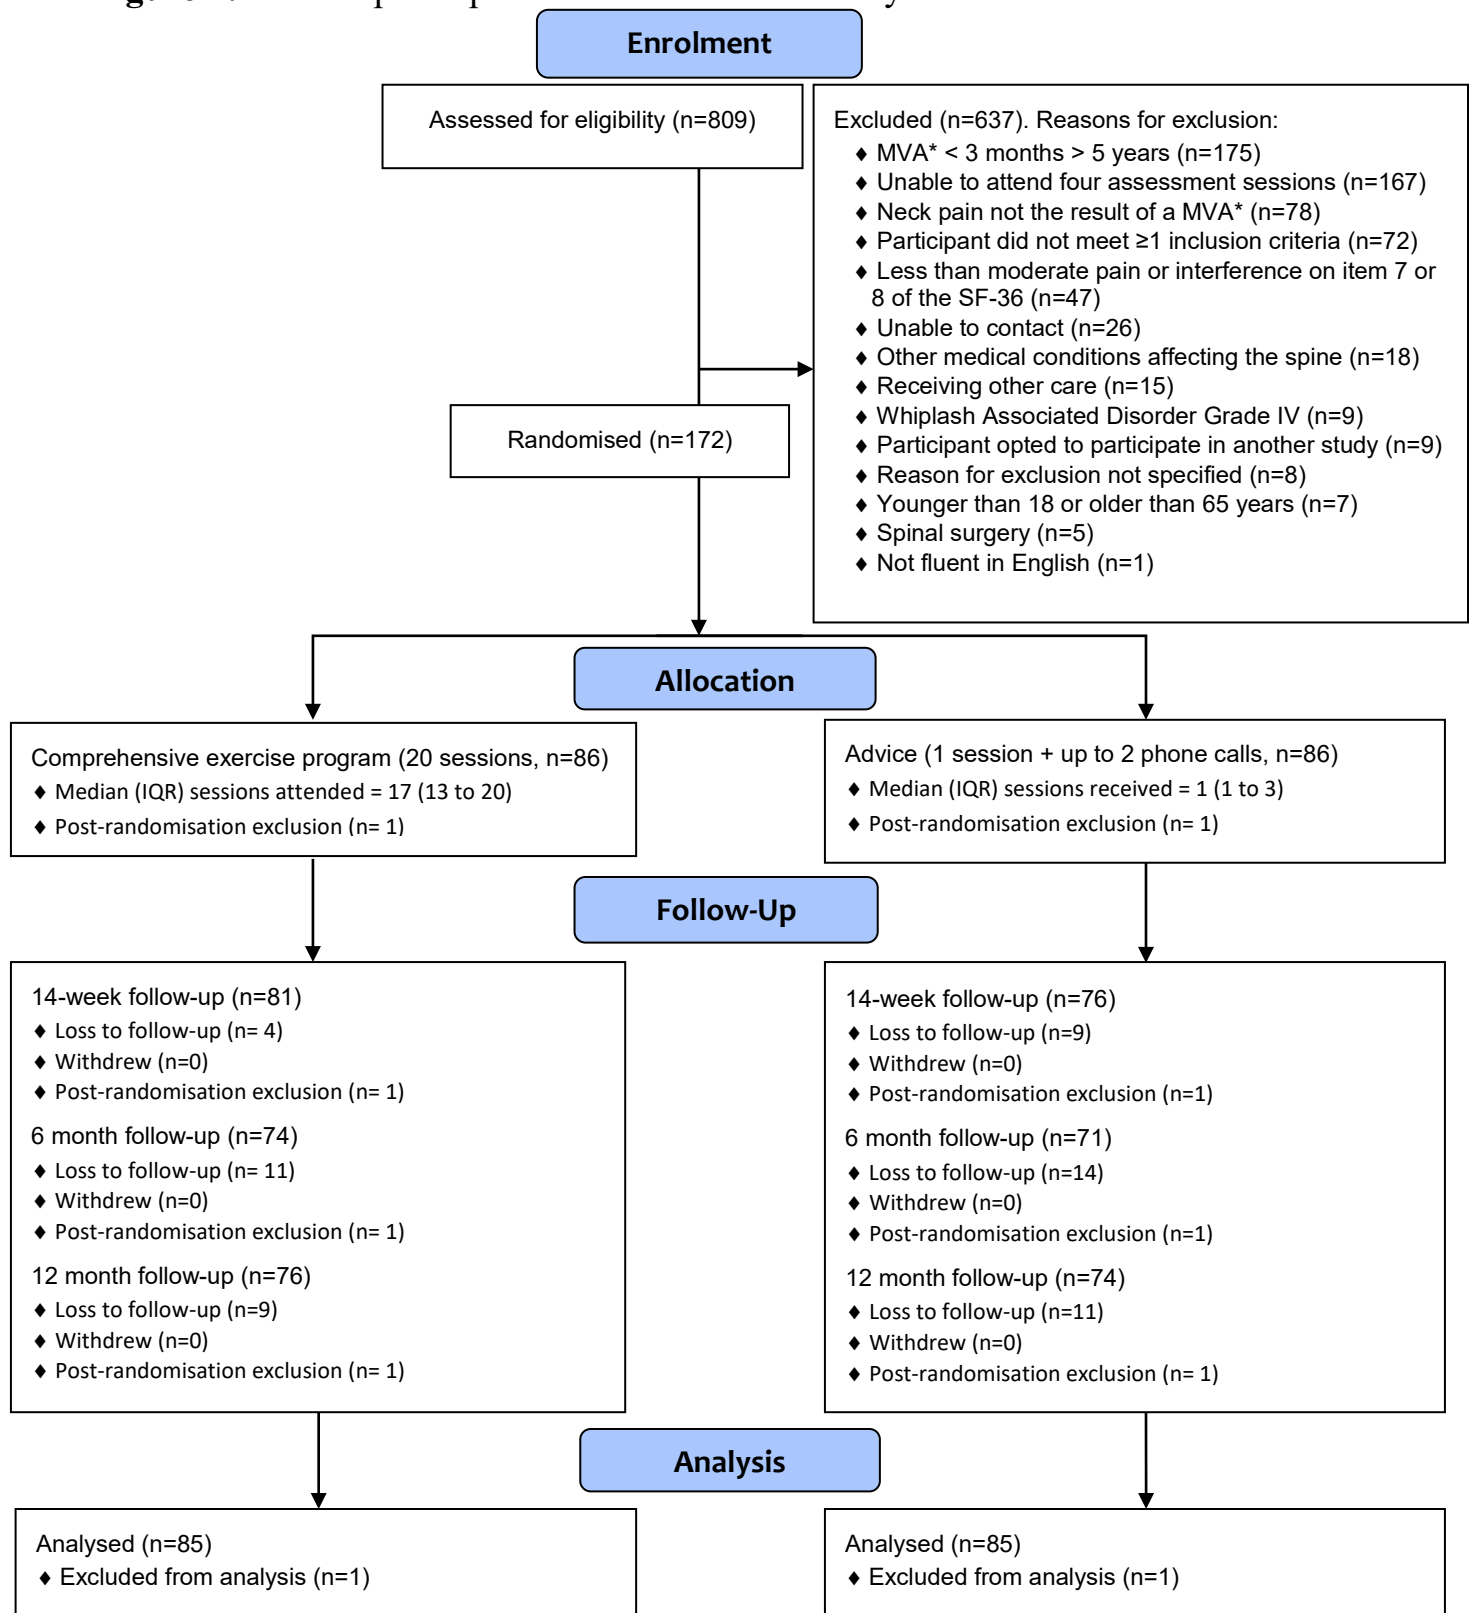 Enrolment
Assessed for eligibility (n=809)
Excluded (n=637). Reasons for exclusion:
♦ MVA* < 3 months > 5 years (n=175)
♦ Unable to attend four assessment sessions (n=167)
♦ Neck pain not the result of a MVA* (n=78)
♦ Participant did not meet ≥1 inclusion criteria (n=72)
♦ Less than moderate pain or interference on item 7 or
8 of the SF-36 (n=47)
♦ Unable to contact (n=26)
♦ Other medical conditions affecting the spine (n=18)
♦ Receiving other care (n=15)
♦ Whiplash Associated Disorder Grade IV (n=9)
♦ Participant opted to participate in another study (n=9)
♦ Reason for exclusion not specified (n=8)
♦ Younger than 18 or older than 65 years (n=7)
♦ Spinal surgery (n=5)
♦ Not fluent in English (n=1)
Randomised (n=172)
Allocation
Comprehensive exercise program (20 sessions, n=86)
♦ Median (IQR) sessions attended = 17 (13 to 20)
♦ Post-randomisation exclusion (n= 1)
Advice (1 session + up to 2 phone calls, n=86)
♦ Median (IQR) sessions received = 1 (1 to 3)
♦ Post-randomisation exclusion (n= 1)
Follow-Up
14-week follow-up (n=81)
♦ Loss to follow-up (n= 4)
♦ Withdrew (n=0)
♦ Post-randomisation exclusion (n= 1)
6 month follow-up (n=74)
♦ Loss to follow-up (n= 11)
♦ Withdrew (n=0)
♦ Post-randomisation exclusion (n= 1)
12 month follow-up (n=76)
♦ Loss to follow-up (n=9)
♦ Withdrew (n=0)
♦ Post-randomisation exclusion (n= 1)
14-week follow-up (n=76)
♦ Loss to follow-up (n=9)
♦ Withdrew (n=0)
♦ Post-randomisation exclusion (n=1)
6 month follow-up (n=71)
♦ Loss to follow-up (n=14)
♦ Withdrew (n=0)
♦ Post-randomisation exclusion (n=1)
12 month follow-up (n=74)
♦ Loss to follow-up (n=11)
♦ Withdrew (n=0)
♦ Post-randomisation exclusion (n= 1)
Analysis
Analysed (n=85)
♦ Excluded from analysis (n=1)
Analysed (n=85)
♦ Excluded from analysis (n=1)